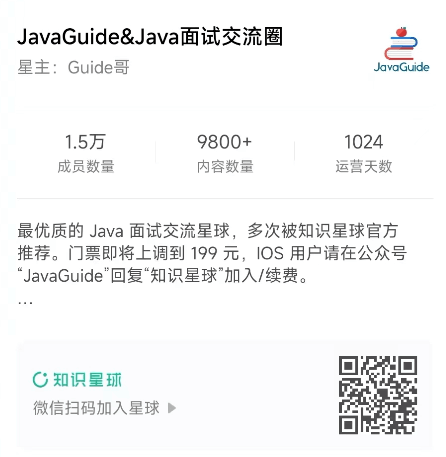 JavaGuide&Java面试交流圈
星主：Guide哥
JavaGuide
1.5万
9800+
1024
成员数量
内容数量
运营天数
最优质的 Java 面试交流星球，多次被知识星球官方
推荐。门票即将上调到 199 元，IOS 用户请在公众号
“JavaGuide”回复“知识星球”加入/续费。
...
知识星球
微信扫码加入星球